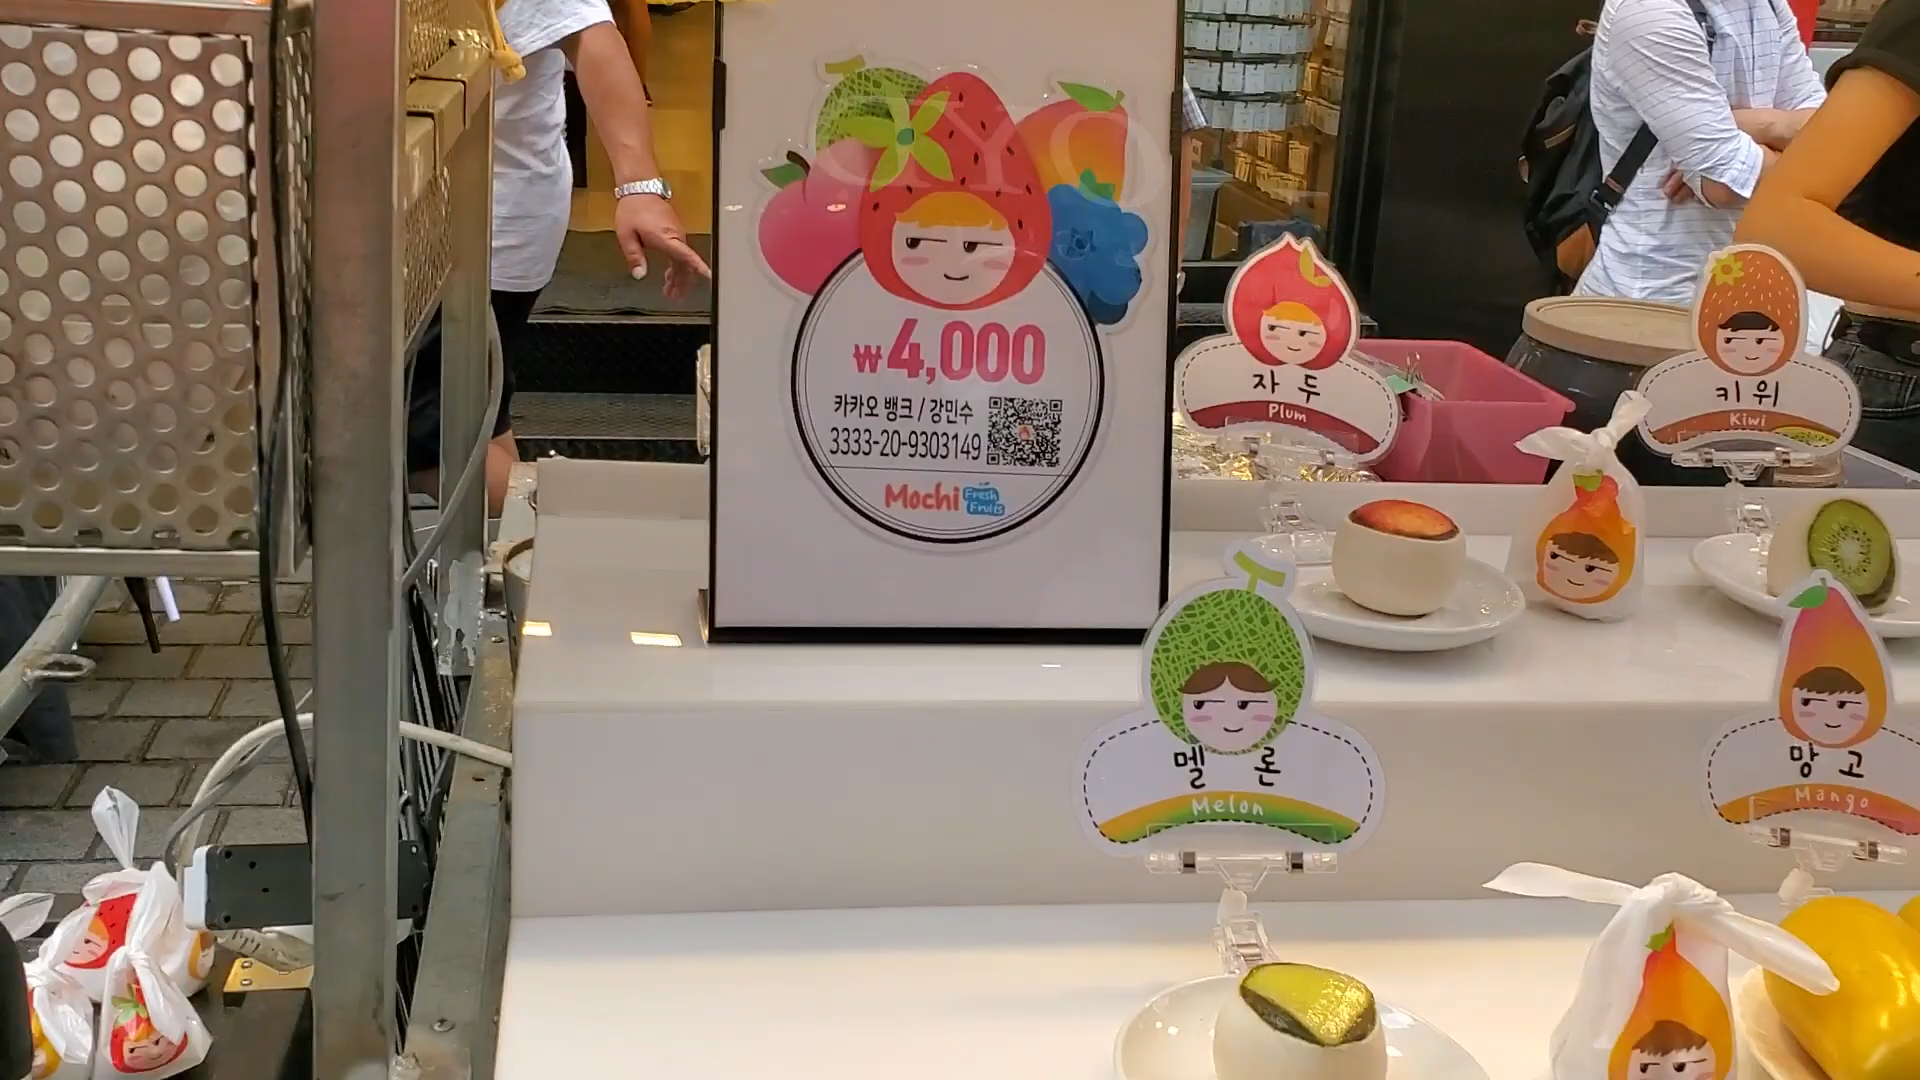 ₩4,000
카카오 뱅크 / 강민수
3333-20-9303149
Mochi Fresh Fruits
자두
Plum
키위
Kiwi
멜론
Melon
망고
Mango